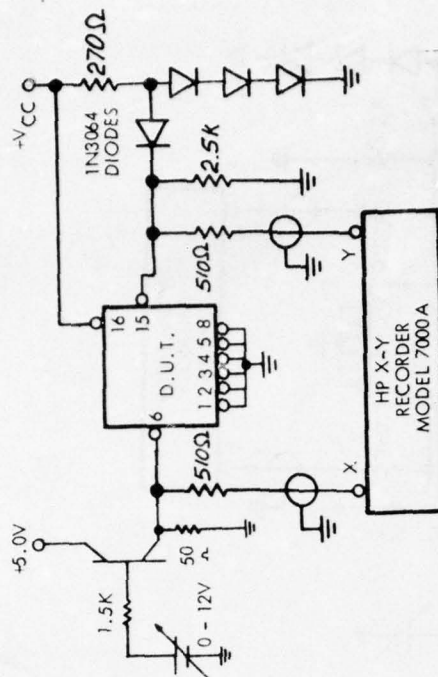 +V CC
270Ω
1N3064
DIODES
2.5K
510Ω
16
15
D.U.T.
6
1 2 3 4 5 8
510Ω
+5.0V
1.5K
50
Ω
0 - 12V
X
Y
HP X-Y
RECORDER
MODEL 7000A